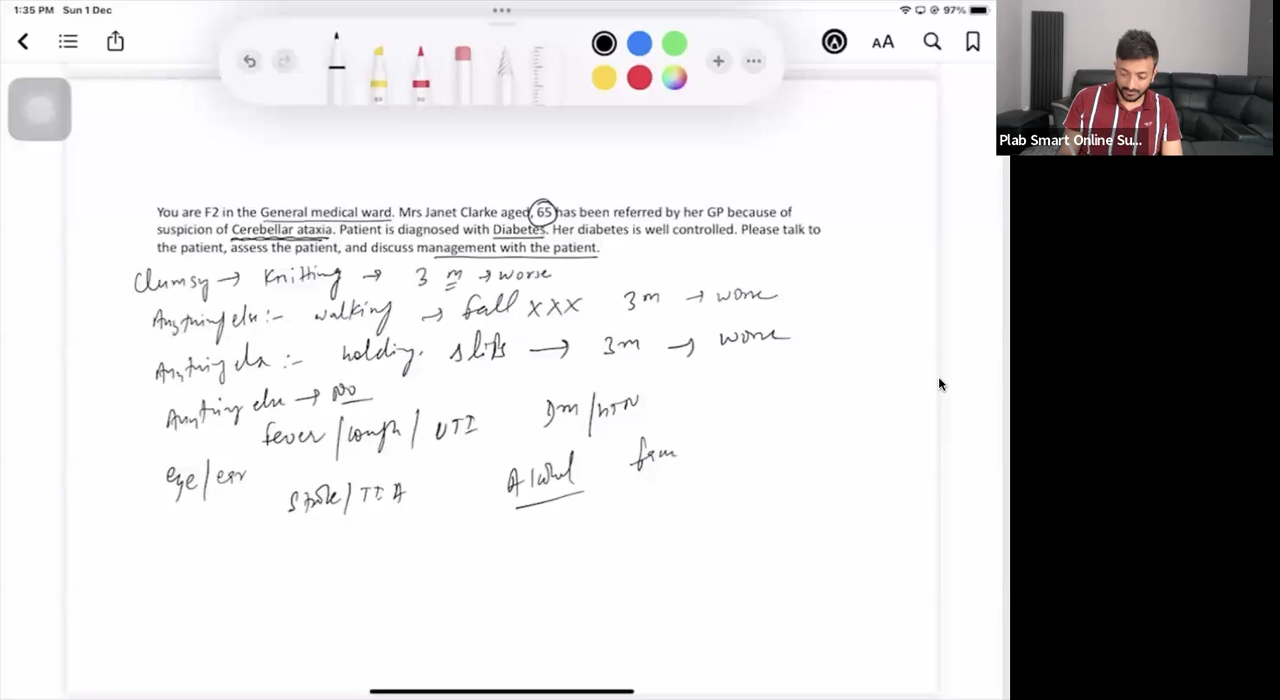 1:35 PM Sun 1 Dec
97%
AA
Plab Smart Online Su...
You are F2 in the General medical ward. Mrs Janet Clarke aged, 65 has been referred by her GP because of
suspicion of Cerebellar ataxia. Patient is diagnosed with Diabetes. Her diabetes is well controlled. Please talk to
the patient, assess the patient, and discuss management with the patient.
Clumsy → Knitting → 3 m → worse
Anything else:- walking → fall XXX 3m → worse
Anything else:- holding. slips → 3m → worse
Anything else → No
fever / cough / UTI Dm / HTN
eye / ear Stroke / TIA Alcohol fam